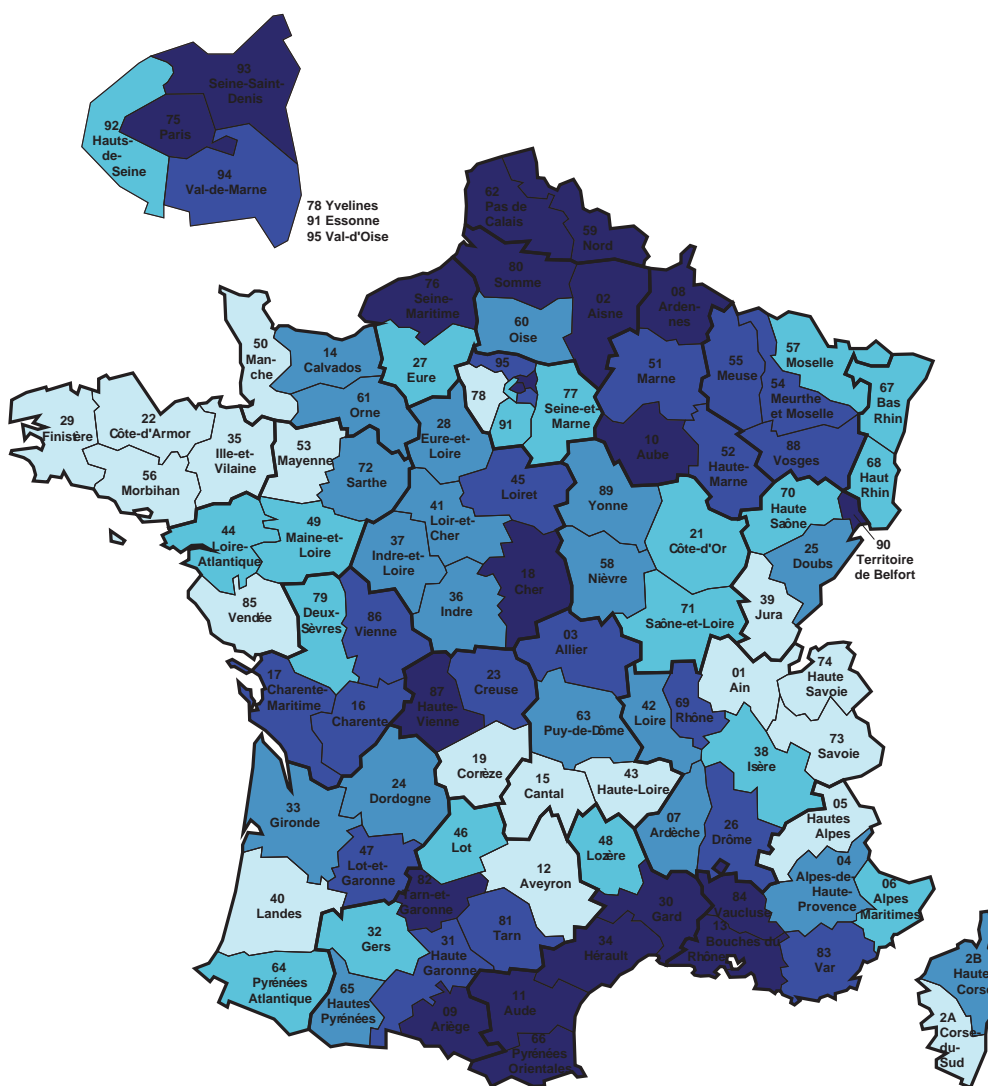 93
Seine-Saint-
Denis
75
Paris
92
Hauts-
de-
Seine
94
Val-de-Marne
78 Yvelines
91 Essonne
95 Val-d'Oise
62
Pas de
Calais
59
Nord
80
Somme
76
Seine-
Maritime
02
Aisne
08
Arden-
nes
60
Oise
50
Man-
che
14
Calvados
27
Eure
95
78
91
77
Seine-et-
Marne
51
Marne
55
Meuse
57
Moselle
54
Meurthe
et Moselle
67
Bas
Rhin
61
Orne
29
Finistère
22
Côte-d'Armor
35
Ille-et-
Vilaine
53
Mayenne
28
Eure-et-
Loire
10
Aube
52
Haute-
Marne
88
Vosges
68
Haut
Rhin
56
Morbihan
72
Sarthe
45
Loiret
89
Yonne
70
Haute
Saône
41
Loir-et-
Cher
44
Loire-
Atlantique
49
Maine-et-
Loire
37
Indre-et-
Loire
21
Côte-d'Or
25
Doubs
90
Territoire
de Belfort
18
Cher
58
Nièvre
85
Vendée
79
Deux-
Sèvres
86
Vienne
36
Indre
71
Saône-et-Loire
39
Jura
03
Allier
17
Charente-
Maritime
16
Charente
87
Haute-
Vienne
23
Creuse
63
Puy-de-Dôme
42
Loire
69
Rhône
01
Ain
74
Haute
Savoie
73
Savoie
38
Isère
19
Corrèze
15
Cantal
43
Haute-Loire
24
Dordogne
33
Gironde
07
Ardèche
26
Drôme
05
Hautes
Alpes
46
Lot
48
Lozère
47
Lot-et-
Garonne
12
Aveyron
04
Alpes-de-
Haute-
Provence
06
Alpes
Maritimes
40
Landes
82
Tarn-et-
Garonne
81
Tarn
30
Gard
84
Vaucluse
13
Bouches du
Rhône
83
Var
32
Gers
31
Haute
Garonne
34
Hérault
64
Pyrénées
Atlantique
65
Hautes
Pyrénées
09
Ariège
11
Aude
66
Pyrénées
Orientales
2B
Haute
Corse
2A
Corse-
du-
Sud